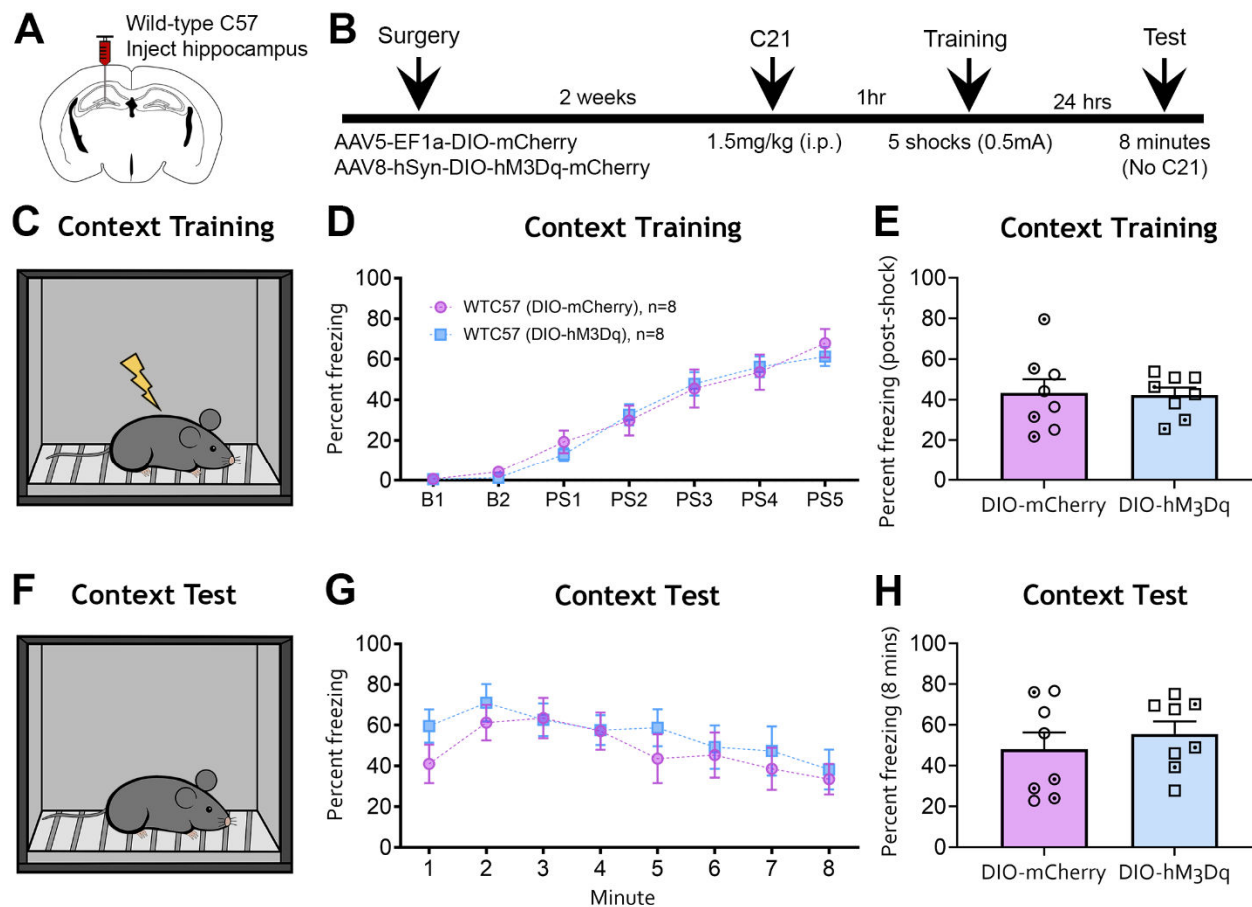 A
Wild-type C57
Inject hippocampus
B
Surgery
C21
Training
Test
2 weeks
1hr
24 hrs
AAV5-EF1a-DIO-mCherry
AAV8-hSyn-DIO-hM3Dq-mCherry
1.5mg/kg (i.p.)
5 shocks (0.5mA)
8 minutes
(No C21)
C
Context Training
D
Context Training
Percent freezing
100
80
60
40
20
0
WTC57 (DIO-mCherry), n=8
WTC57 (DIO-hM3Dq), n=8
B1 B2 PS1 PS2 PS3 PS4 PS5
E
Context Training
Percent freezing (post-shock)
100
80
60
40
20
0
DIO-mCherry DIO-hM3Dq
F
Context Test
G
Context Test
Percent freezing
100
80
60
40
20
0
1 2 3 4 5 6 7 8
Minute
H
Context Test
Percent freezing (8 mins)
100
80
60
40
20
0
DIO-mCherry DIO-hM3Dq